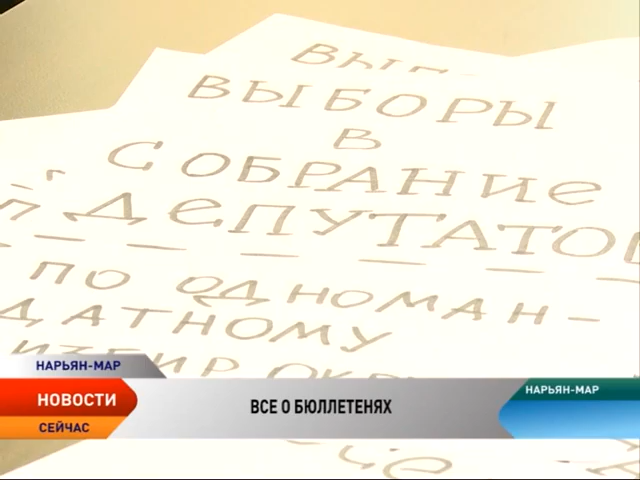 ВЫБОРЫ
В
СОБРАНИЕ
ДЕПУТАТОВ
ПО ОДНОМАН-
ДАТНОМУ
НАРЬЯН-МАР
НОВОСТИ
СЕЙЧАС
ВСЕ О БЮЛЛЕТЕНЯХ
НАРЬЯН-МАР